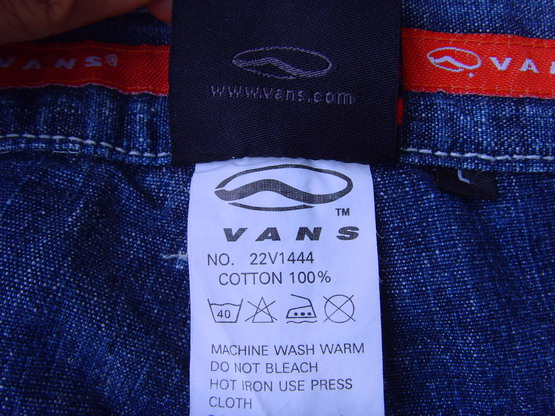 VANS
www.vans.com
VA
TM
VANS
NO. 22V1444
COTTON 100%
40
MACHINE WASH WARM
DO NOT BLEACH
HOT IRON USE PRESS
CLOTH